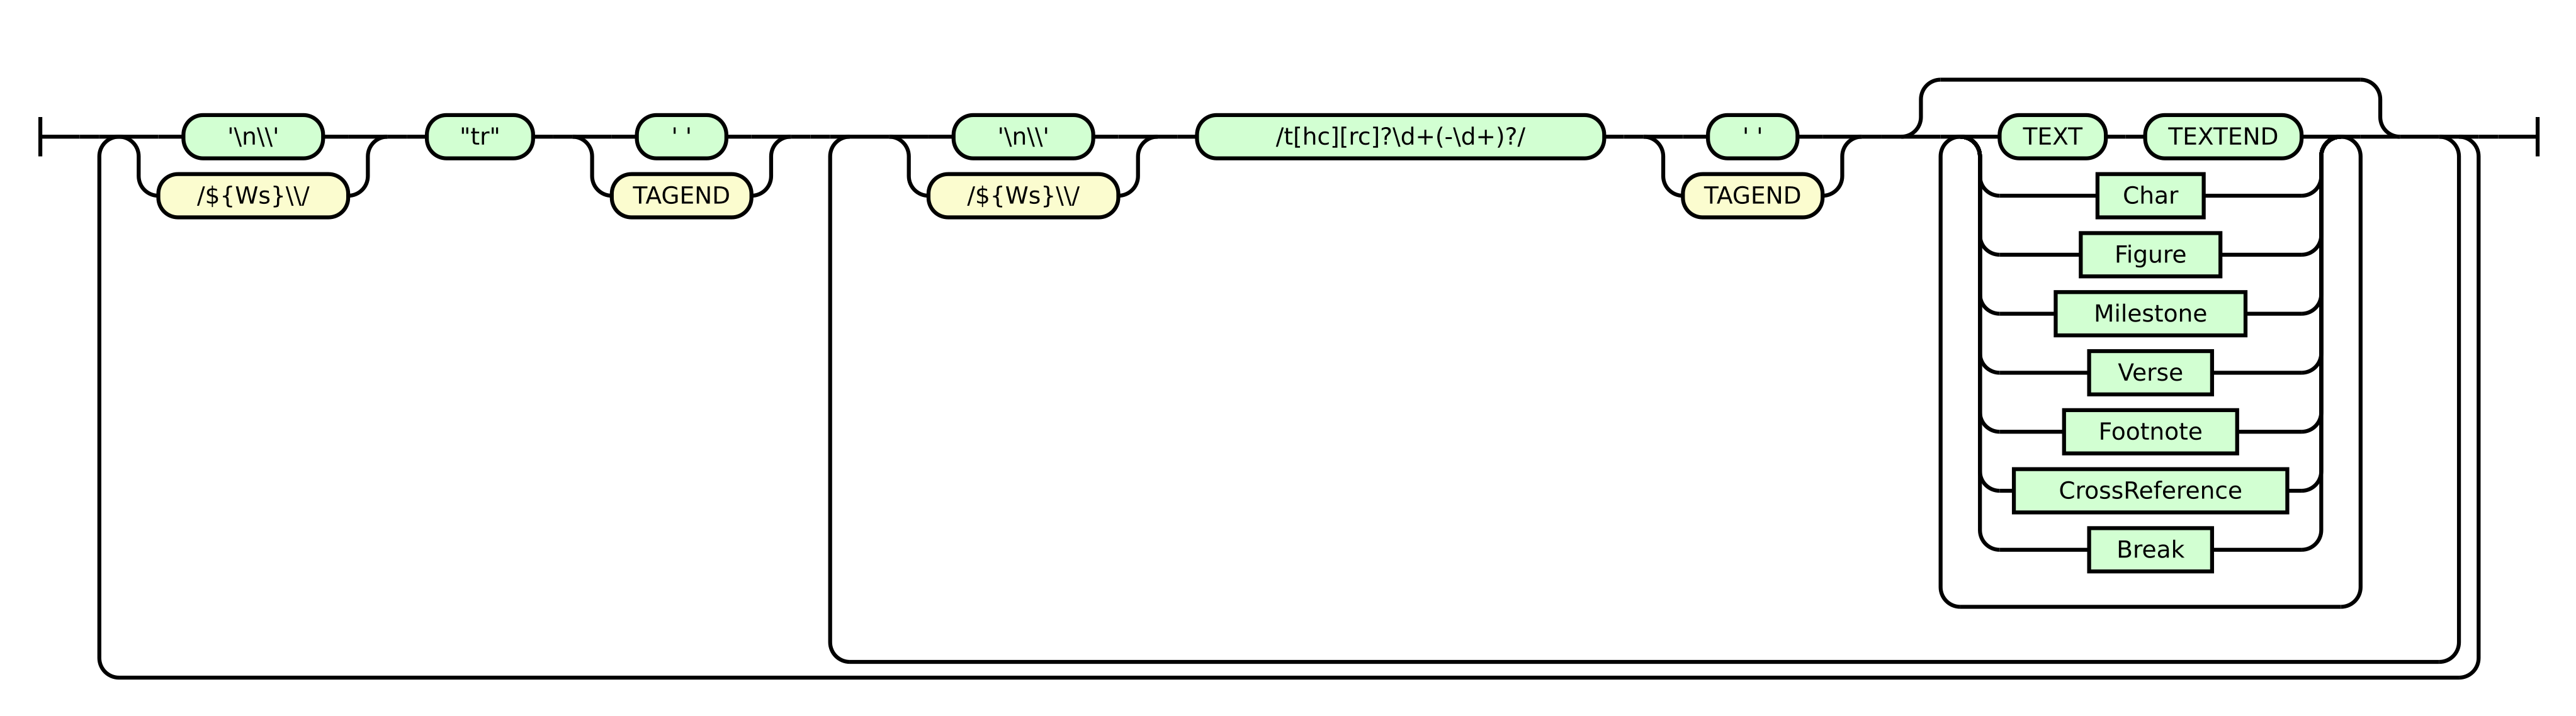 '\n\\' "tr" ' ' '\n\\' /t[hc][rc]?\d+(-\d+)?/ ' ' TEXT TEXTEND
/${Ws}\\/ TAGEND /${Ws}\\/ TAGEND Char
Figure
Milestone
Verse
Footnote
CrossReference
Break